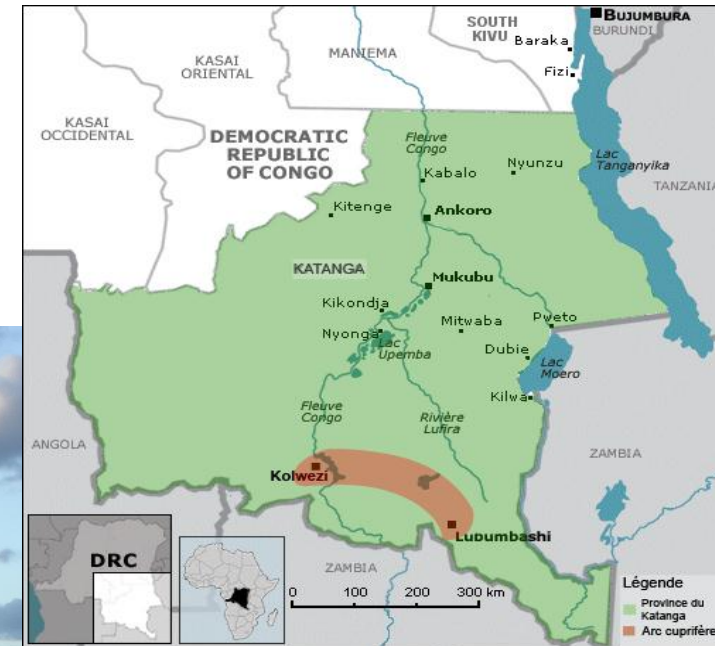 BUJUMBURA
BURUNDI
SOUTH
KIVU
Baraka
Fizi
MANIEMA
KASAI
ORIENTAL
KASAI
OCCIDENTAL
DEMOCRATIC
REPUBLIC
OF CONGO
Fleuve
Congo
Kabalo
Nyunzu
Lac
Tanganyika
TANZANIA
Kitenge
Ankoro
KATANGA
Mukubu
Kikondja
Nyonga
Lac
Upemba
Mitwaba
Pweto
Dubie
Lac
Moero
Kilwa
ANGOLA
Fleuve
Congo
Rivière
Lufira
ZAMBIA
Kolwezi
Lubumbashi
DRC
ZAMBIA
0 100 200 300 km
Légende
Province du
Katanga
Arc cuprifère